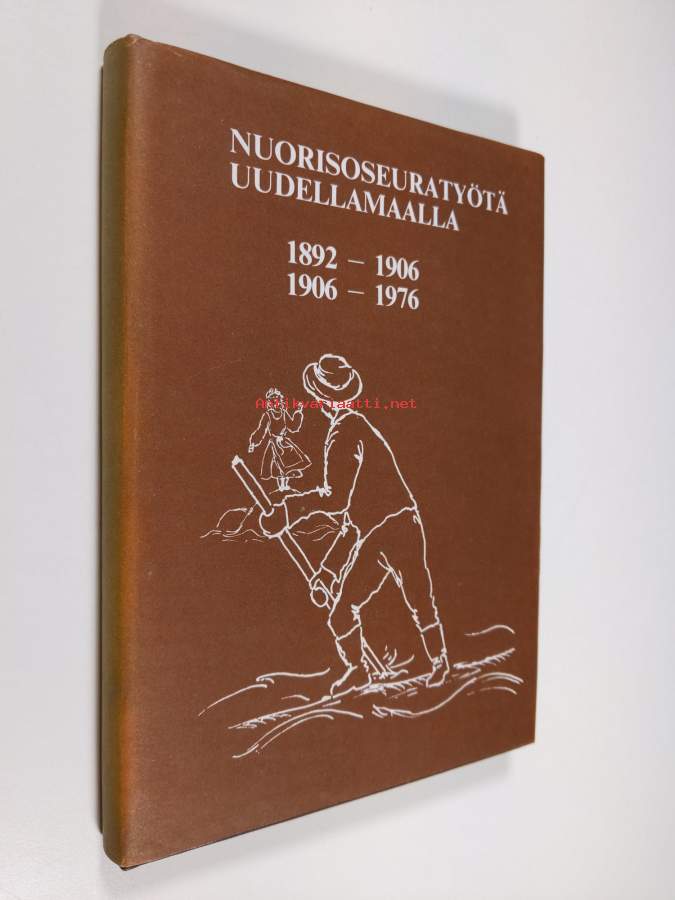 NUORISOSEURATYÖTÄ
UUDELLAMAALLA
1892 – 1906
1906 – 1976
Antikvariaatti.net